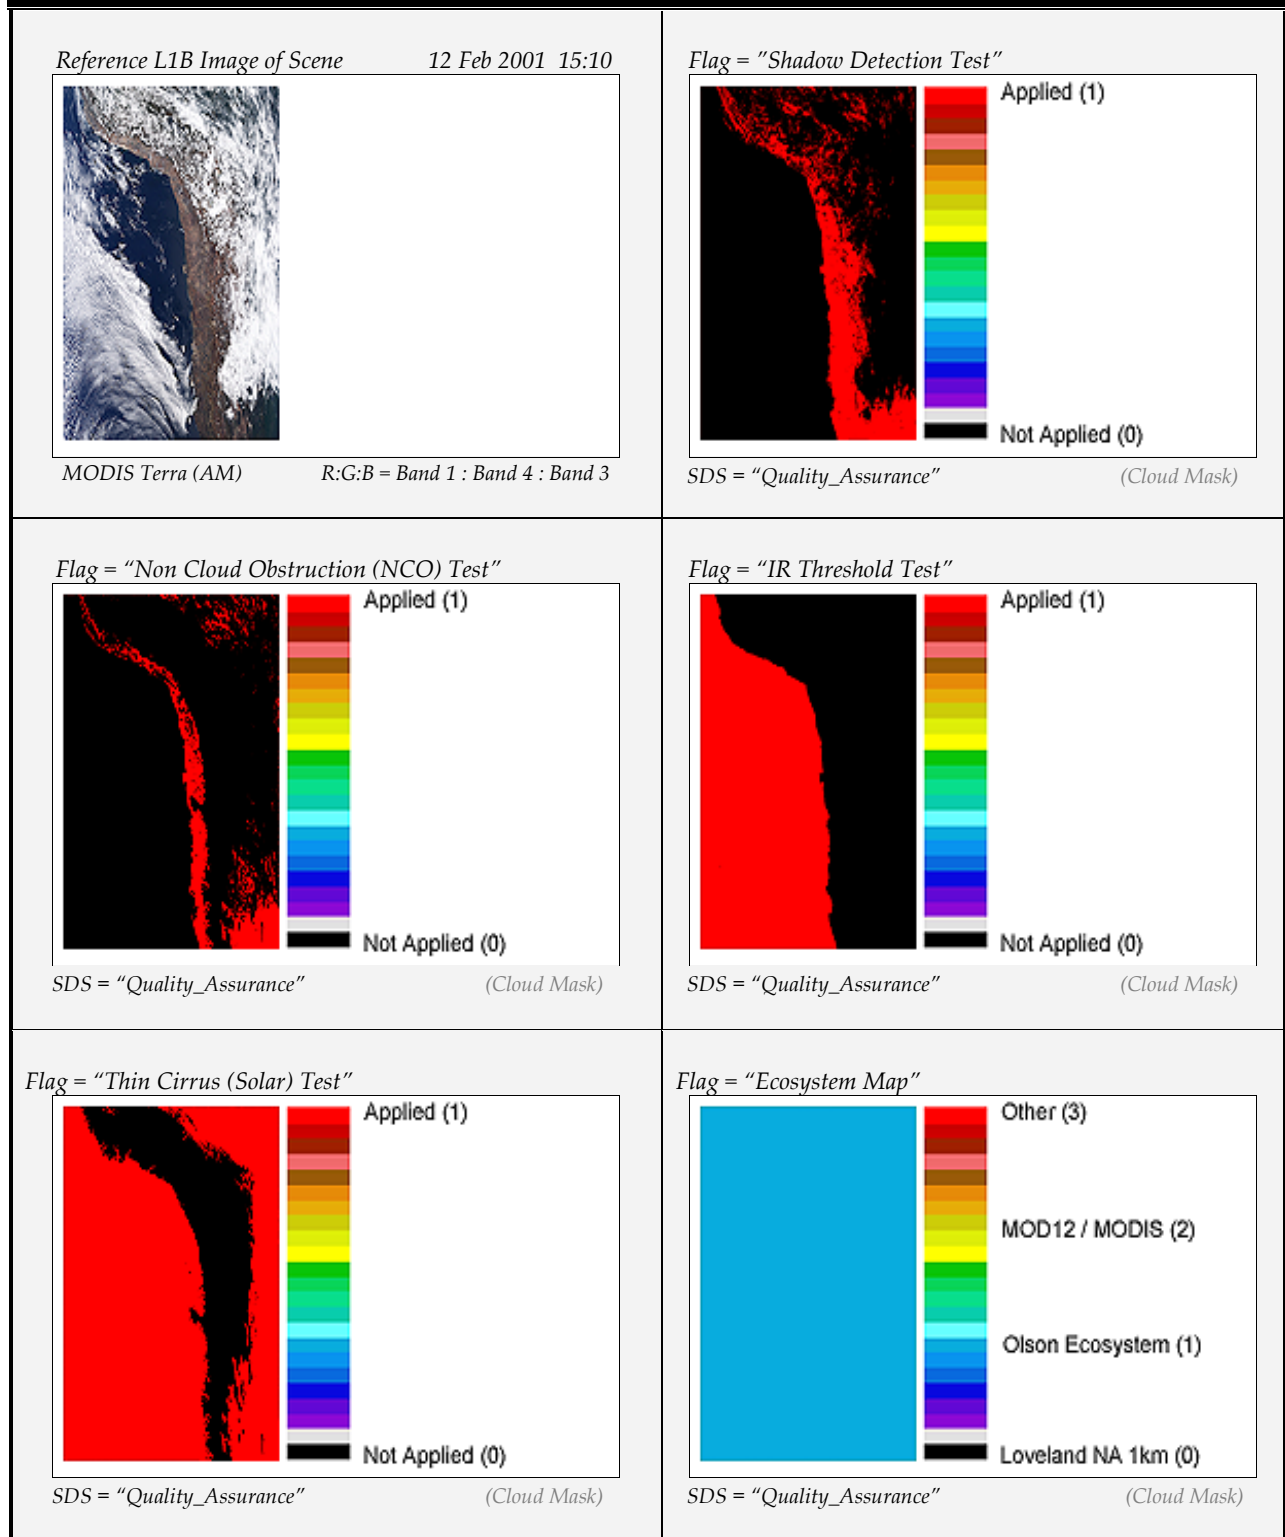 Reference L1B Image of Scene 12 Feb 2001 15:10
MODIS Terra (AM) R:G:B = Band 1 : Band 4 : Band 3
Flag = ”Shadow Detection Test”
Applied (1)
Not Applied (0)
SDS = “Quality_Assurance” (Cloud Mask)
Flag = “Non Cloud Obstruction (NCO) Test”
Applied (1)
Not Applied (0)
SDS = “Quality_Assurance” (Cloud Mask)
Flag = “IR Threshold Test”
Applied (1)
Not Applied (0)
SDS = “Quality_Assurance” (Cloud Mask)
Flag = “Thin Cirrus (Solar) Test”
Applied (1)
Not Applied (0)
SDS = “Quality_Assurance” (Cloud Mask)
Flag = “Ecosystem Map”
Other (3)
MOD12 / MODIS (2)
Olson Ecosystem (1)
Loveland NA 1km (0)
SDS = “Quality_Assurance” (Cloud Mask)